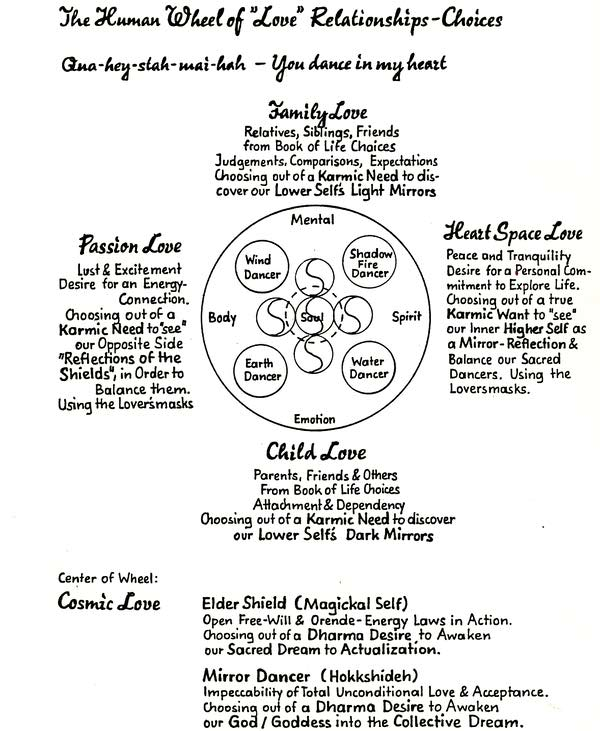 The Human Wheel of "Love" Relationships-Choices
Qua-hey-stah-mai-hah — You dance in my heart
Family Love
Relatives, Siblings, Friends
from Book of Life Choices
Judgements, Comparisons, Expectations
Choosing out of a Karmic Need to dis-
cover our Lower Self's Light Mirrors
Passion Love
Lust & Excitement
Desire for an Energy-
Connection.
Choosing out of a
Karmic Need to "see"
our Opposite Side
"Reflections of the
Shields", in Order to
Balance them.
Using the Loversmasks
Mental
Wind
Dancer
Shadow
Fire
Dancer
Body
Soul
Spirit
Earth
Dancer
Water
Dancer
Emotion
Heart Space Love
Peace and Tranquility
Desire for a Personal Com-
mitment to Explore Life.
Choosing out of a true
Karmic Want to "see"
our Inner Higher Self as
a Mirror-Reflection &
Balance our Sacred
Dancers. Using the
Loversmasks.
Child Love
Parents, Friends & Others
From Book of Life Choices
Attachment & Dependency
Choosing out of a Karmic Need to discover
our Lower Self's Dark Mirrors
Center of Wheel:
Cosmic Love
Elder Shield (Magickal Self)
Open Free-Will & Orende-Energy Laws in Action.
Choosing out of a Dharma Desire to Awaken
our Sacred Dream to Actualization.
Mirror Dancer (Hokkshideh)
Impeccability of Total Unconditional Love & Acceptance.
Choosing out of a Dharma Desire to Awaken
our God/Goddess into the Collective Dream.